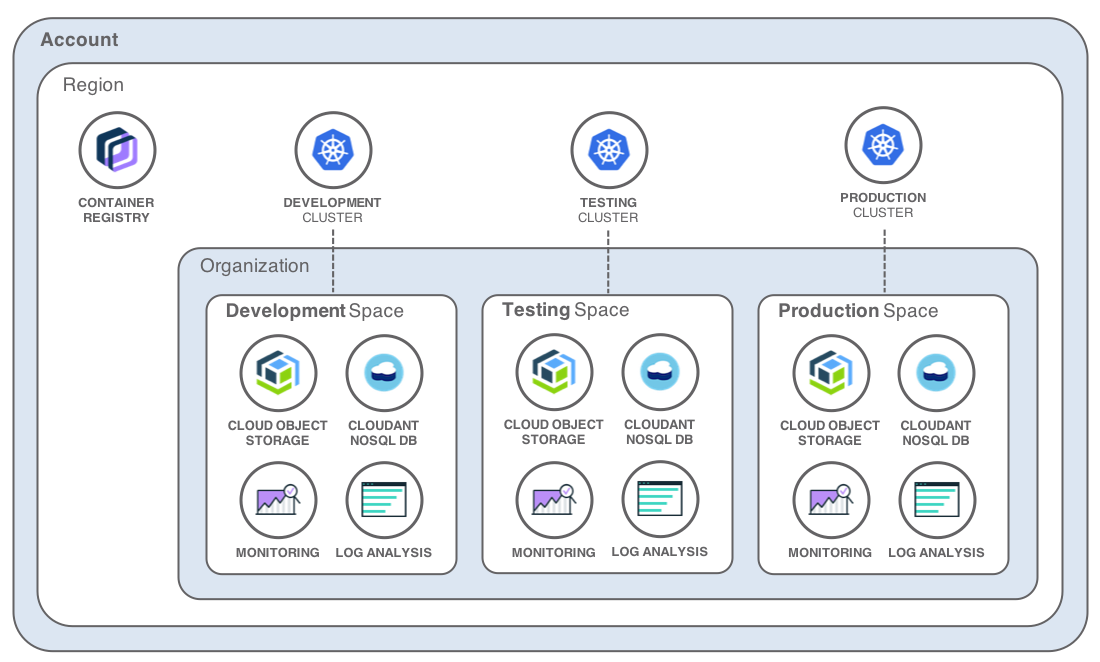 Account
Region
CONTAINER
REGISTRY
DEVELOPMENT
CLUSTER
TESTING
CLUSTER
PRODUCTION
CLUSTER
Organization
Development Space
CLOUD OBJECT
STORAGE
CLOUDANT
NOSQL DB
MONITORING
LOG ANALYSIS
Testing Space
CLOUD OBJECT
STORAGE
CLOUDANT
NOSQL DB
MONITORING
LOG ANALYSIS
Production Space
CLOUD OBJECT
STORAGE
CLOUDANT
NOSQL DB
MONITORING
LOG ANALYSIS